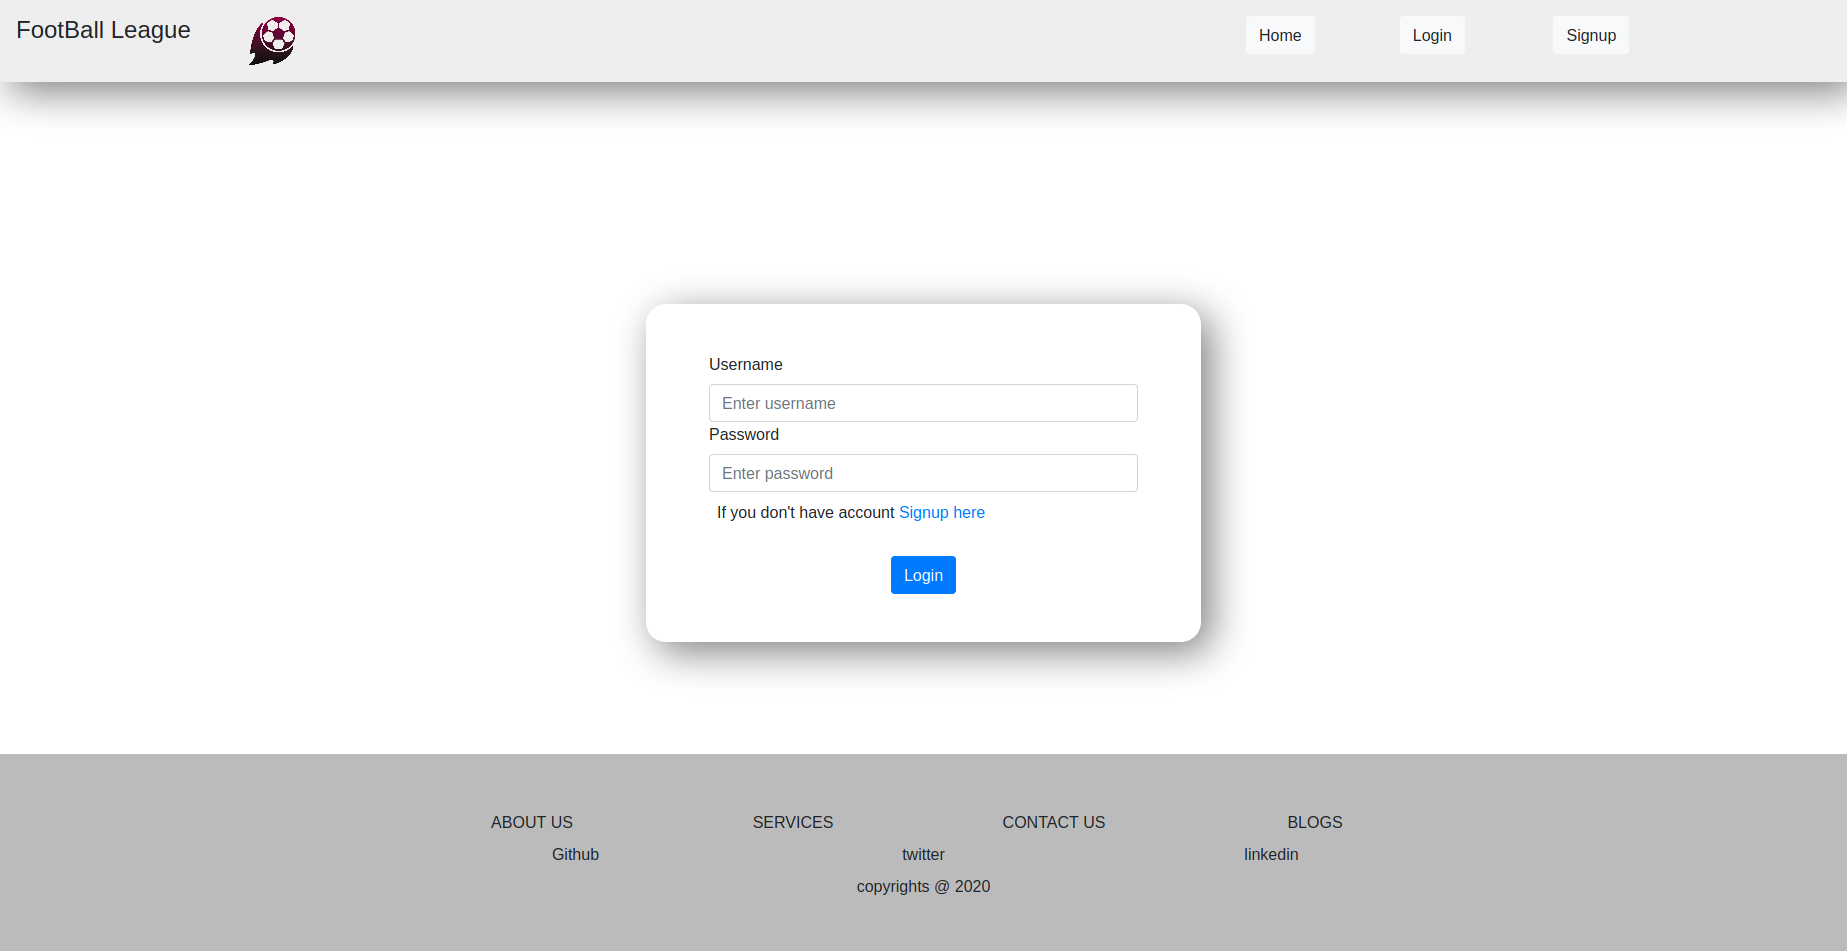 FootBall League Home Login Signup
Username
Enter username
Password
Enter password
If you don't have account Signup here
Login
ABOUT US SERVICES CONTACT US BLOGS
Github twitter linkedin
copyrights @ 2020